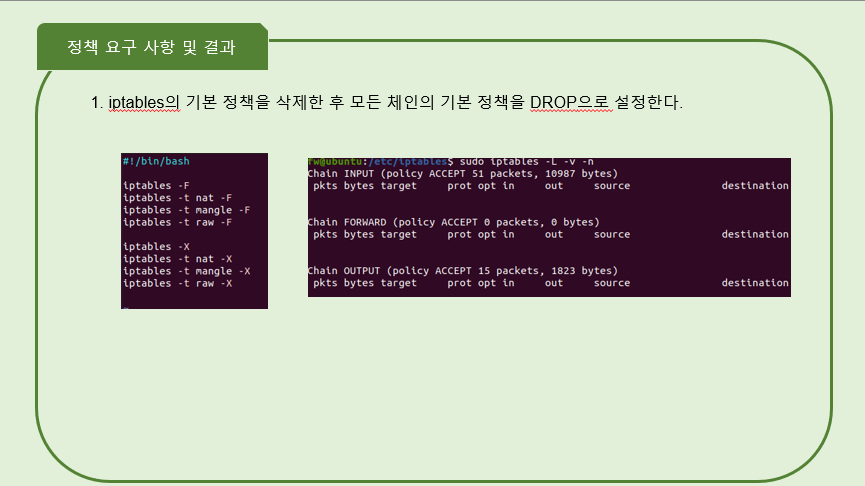 정책 요구 사항 및 결과
1. iptables의 기본 정책을 삭제한 후 모든 체인의 기본 정책을 DROP으로 설정한다.
#!/bin/bash
iptables -F
iptables -t nat -F
iptables -t mangle -F
iptables -t raw -F
iptables -X
iptables -t nat -X
iptables -t mangle -X
iptables -t raw -X
fw@ubuntu:/etc/iptables$ sudo iptables -L -v -n
Chain INPUT (policy ACCEPT 51 packets, 10987 bytes)
pkts bytes target prot opt in out source destination
Chain FORWARD (policy ACCEPT 0 packets, 0 bytes)
pkts bytes target prot opt in out source destination
Chain OUTPUT (policy ACCEPT 15 packets, 1823 bytes)
pkts bytes target prot opt in out source destination